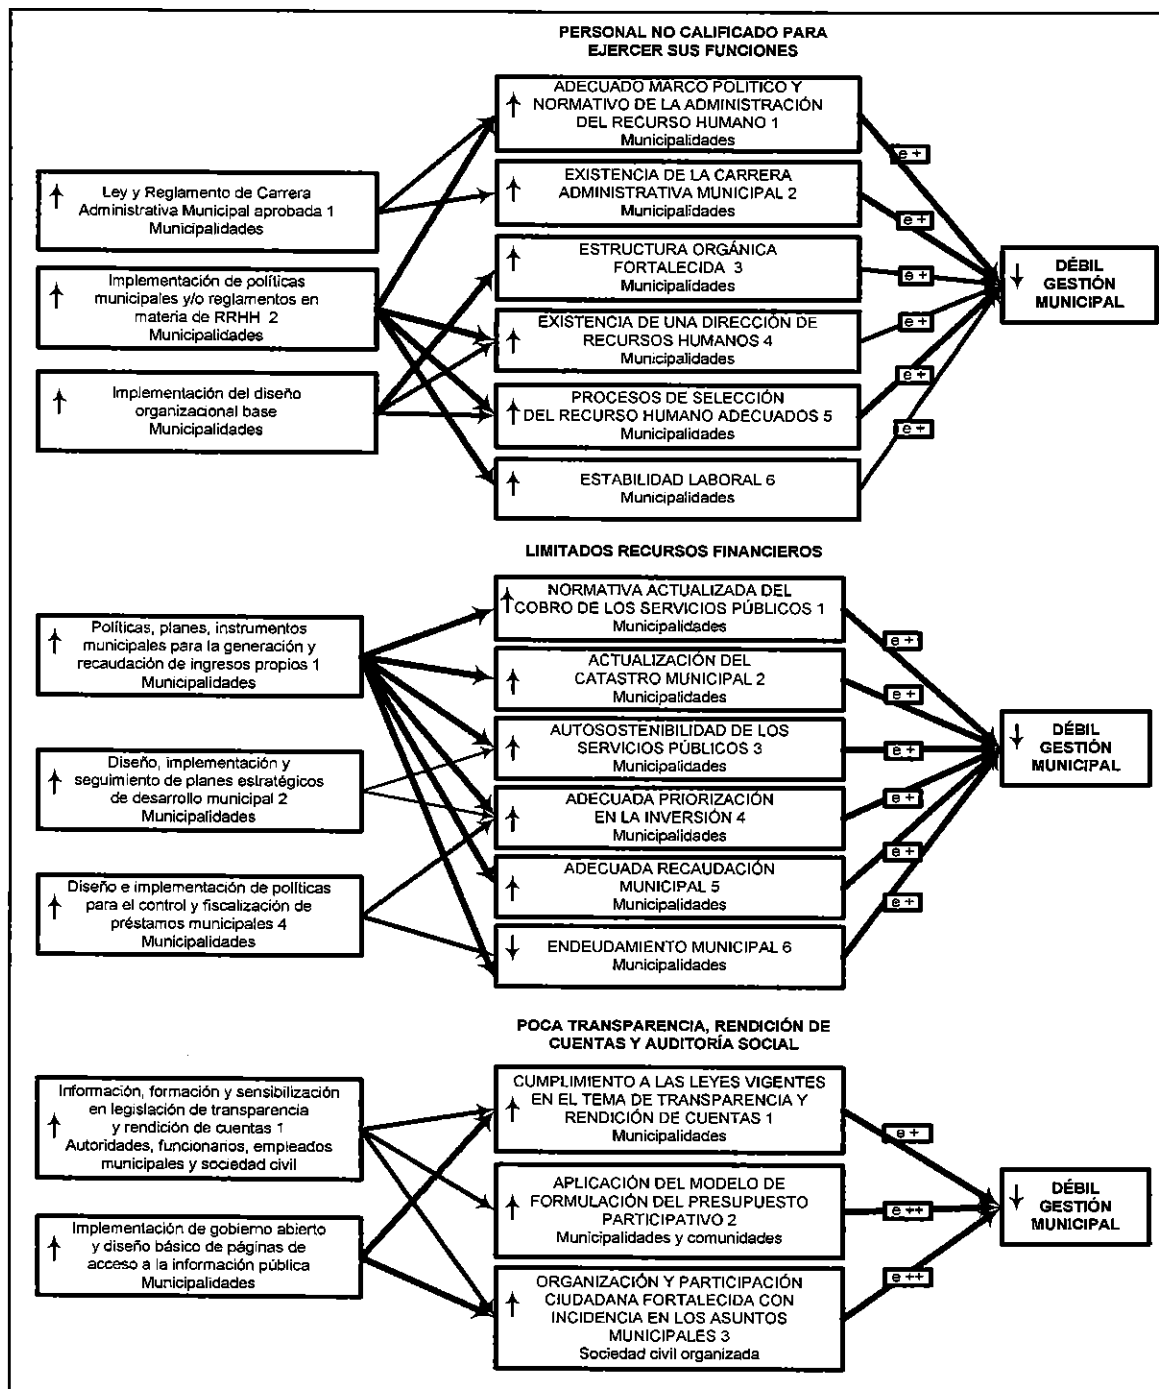 PERSONAL NO CALIFICADO PARA
EJERCER SUS FUNCIONES
Ley y Reglamento de Carrera
Administrativa Municipal aprobada 1
Municipalidades
Implementación de políticas
municipales y/o reglamentos en
materia de RRHH 2
Municipalidades
Implementación del diseño
organizacional base
Municipalidades
ADECUADO MARCO POLITICO Y
NORMATIVO DE LA ADMINISTRACIÓN
DEL RECURSO HUMANO 1
Municipalidades
EXISTENCIA DE LA CARRERA
ADMINISTRATIVA MUNICIPAL 2
Municipalidades
ESTRUCTURA ORGÁNICA
FORTALECIDA 3
Municipalidades
EXISTENCIA DE UNA DIRECCIÓN DE
RECURSOS HUMANOS 4
Municipalidades
PROCESOS DE SELECCIÓN
DEL RECURSO HUMANO ADECUADOS 5
Municipalidades
ESTABILIDAD LABORAL 6
Municipalidades
e +
e +
e +
e +
e +
e +
DÉBIL
GESTIÓN
MUNICIPAL
LIMITADOS RECURSOS FINANCIEROS
Políticas, planes, instrumentos
municipales para la generación y
recaudación de ingresos propios 1
Municipalidades
Diseño, implementación y
seguimiento de planes estratégicos
de desarrollo municipal 2
Municipalidades
Diseño e implementación de políticas
para el control y fiscalización de
préstamos municipales 4
Municipalidades
NORMATIVA ACTUALIZADA DEL
COBRO DE LOS SERVICIOS PÚBLICOS 1
Municipalidades
ACTUALIZACIÓN DEL
CATASTRO MUNICIPAL 2
Municipalidades
AUTOSOSTENIBILIDAD DE LOS
SERVICIOS PÚBLICOS 3
Municipalidades
ADECUADA PRIORIZACIÓN
EN LA INVERSIÓN 4
Municipalidades
ADECUADA RECAUDACIÓN
MUNICIPAL 5
Municipalidades
ENDEUDAMIENTO MUNICIPAL 6
Municipalidades
e +
e +
e +
e +
e +
e +
DÉBIL
GESTIÓN
MUNICIPAL
POCA TRANSPARENCIA, RENDICIÓN DE
CUENTAS Y AUDITORÍA SOCIAL
Información, formación y sensibilización
en legislación de transparencia
y rendición de cuentas 1
Autoridades, funcionarios, empleados
municipales y sociedad civil
Implementación de gobierno abierto
y diseño básico de páginas de
acceso a la información pública
Municipalidades
CUMPLIMIENTO A LAS LEYES VIGENTES
EN EL TEMA DE TRANSPARENCIA Y
RENDICIÓN DE CUENTAS 1
Municipalidades
APLICACIÓN DEL MODELO DE
FORMULACIÓN DEL PRESUPUESTO
PARTICIPATIVO 2
Municipalidades y comunidades
ORGANIZACIÓN Y PARTICIPACIÓN
CIUDADANA FORTALECIDA CON
INCIDENCIA EN LOS ASUNTOS
MUNICIPALES 3
Sociedad civil organizada
e +
e ++
e ++
DÉBIL
GESTIÓN
MUNICIPAL